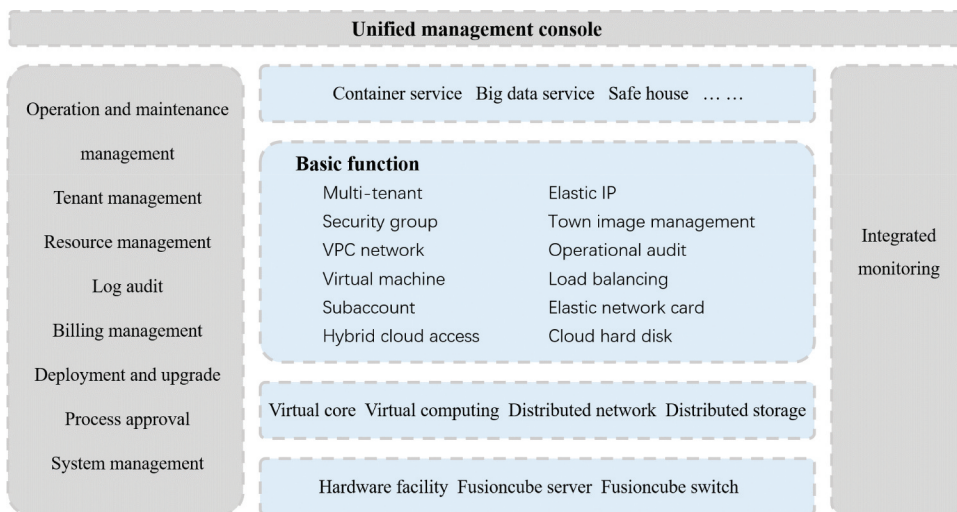 Unified management console
Operation and maintenance
management
Tenant management
Resource management
Log audit
Billing management
Deployment and upgrade
Process approval
System management
Container service Big data service Safe house … …
Basic function
Multi-tenant Elastic IP
Security group Town image management
VPC network Operational audit
Virtual machine Load balancing
Subaccount Elastic network card
Hybrid cloud access Cloud hard disk
Virtual core Virtual computing Distributed network Distributed storage
Hardware facility Fusioncube server Fusioncube switch
Integrated
monitoring